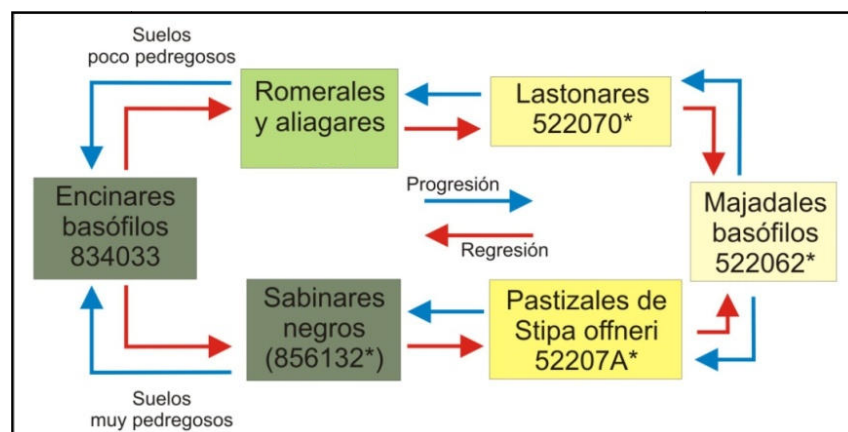 Suelos
poco pedregosos
Romerales
y aliagares
Lastonares
522070*
Encinares
basófilos
834033
Progresión
Regresión
Majadales
basófilos
522062*
Sabinares
negros
(856132*)
Pastizales de
Stipa offneri
52207A*
Suelos
muy pedregosos